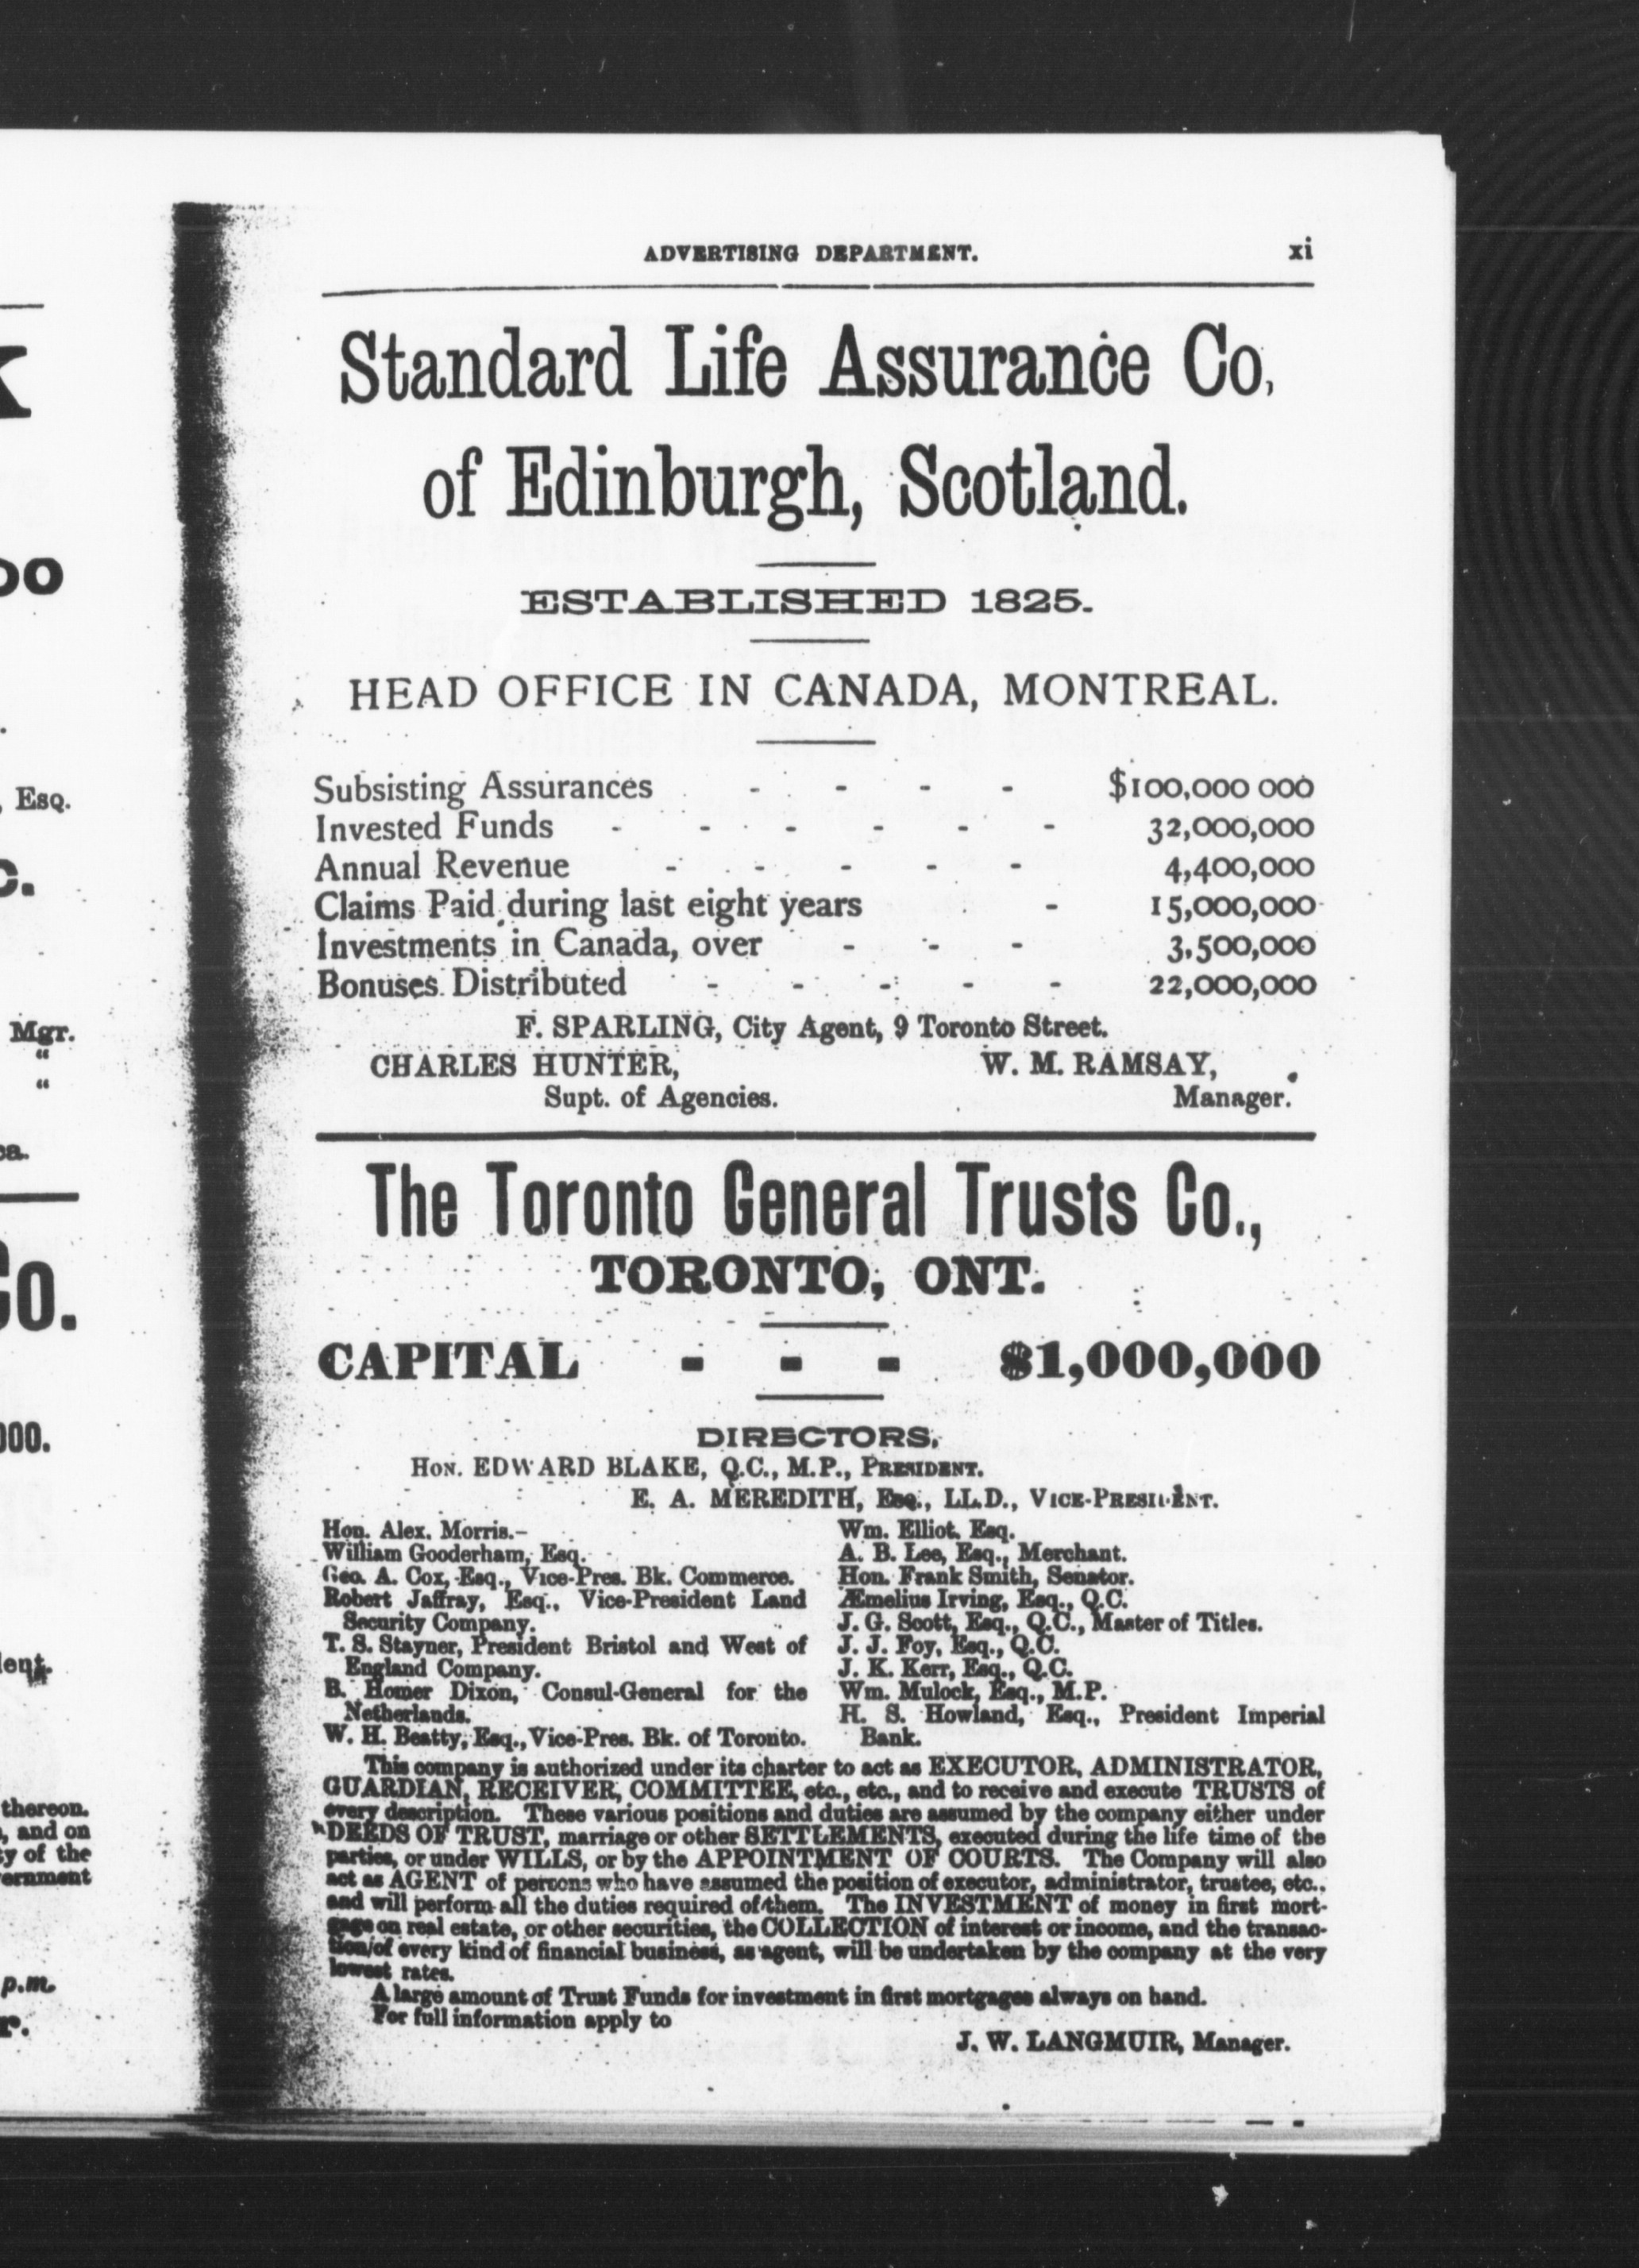 ADVERTISING DEPARTMENT. xi
Standard Life Assurance Co,
of Edinburgh, Scotland.
ESTABLISHED 1825.
HEAD OFFICE IN CANADA, MONTREAL.
Subsisting Assurances - - - - $100,000 000
Invested Funds - - - - - - 32,000,000
Annual Revenue - - - - - 4,400,000
Claims Paid during last eight years - 15,000,000
Investments in Canada, over - - - 3,500,000
Bonuses Distributed - - - - - 22,000,000
F. SPARLING, City Agent, 9 Toronto Street.
CHARLES HUNTER, W. M. RAMSAY,
Supt. of Agencies. Manager.
The Toronto General Trusts Co.,
TORONTO, ONT.
CAPITAL - - - $1,000,000
DIRECTORS.
HON. EDWARD BLAKE, Q.C., M.P., PRESIDENT.
E. A. MEREDITH, ESQ., LL.D., VICE-PRESIDENT.
Hon. Alex. Morris.
William Gooderham, Esq.
Geo. A. Cox, Esq., Vice-Pres. Bk. Commerce.
Robert Jaffray, Esq., Vice-President Land
Security Company.
T. S. Stayner, President Bristol and West of
England Company.
B. Homer Dixon, Consul-General for the
Netherlands.
W. H. Beatty, Esq., Vice-Pres. Bk. of Toronto.
Wm. Elliot, Esq.
A. B. Lee, Esq., Merchant.
Hon. Frank Smith, Senator.
Æmelius Irving, Esq., Q.C.
J. G. Scott, Esq., Q.C., Master of Titles.
J. J. Foy, Esq., Q.C.
J. K. Kerr, Esq., Q.C.
Wm. Mulock, Esq., M.P.
H. S. Howland, Esq., President Imperial
Bank.
This company is authorized under its charter to act as EXECUTOR, ADMINISTRATOR,
GUARDIAN, RECEIVER, COMMITTEE, etc., etc., and to receive and execute TRUSTS of
every description. These various positions and duties are assumed by the company either under
DEEDS OF TRUST, marriage or other SETTLEMENTS, executed during the life time of the
parties, or under WILLS, or by the APPOINTMENT OF COURTS. The Company will also
act as AGENT of persons who have assumed the position of executor, administrator, trustee, etc.,
and will perform all the duties required of them. The INVESTMENT of money in first mort-
gage on real estate, or other securities, the COLLECTION of interest or income, and the transac-
tion of every kind of financial business, as agent, will be undertaken by the company at the very
lowest rates.
A large amount of Trust Funds for investment in first mortgages always on hand.
For full information apply to
J. W. LANGMUIR, Manager.
Esq.
Mgr.
"
"
Co.
000.
thereon.
, and on
of the
p.m.